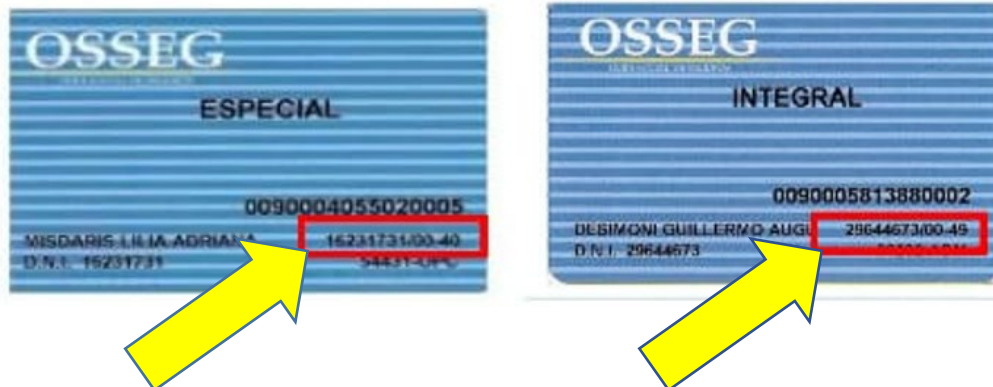 OSSEG
ESPECIAL
0090004055020005
MISDARIS LILIA ADRIANA 16231731/00-40
D.N.I. 16231731
OSSEG
INTEGRAL
0090005813880002
DESIMONI GUILLERMO AUGU 29644673/00-49
D.N.I. 29644673